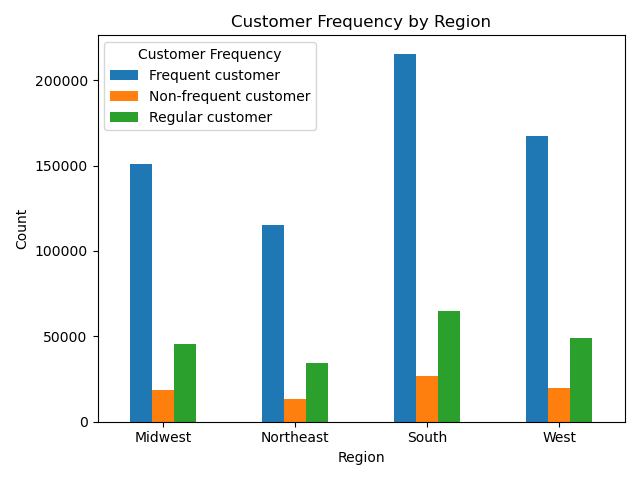 Customer Frequency by Region
Customer Frequency
Frequent customer
Non-frequent customer
Regular customer
200000
150000
100000
50000
0
Count
Midwest Northeast South West
Region